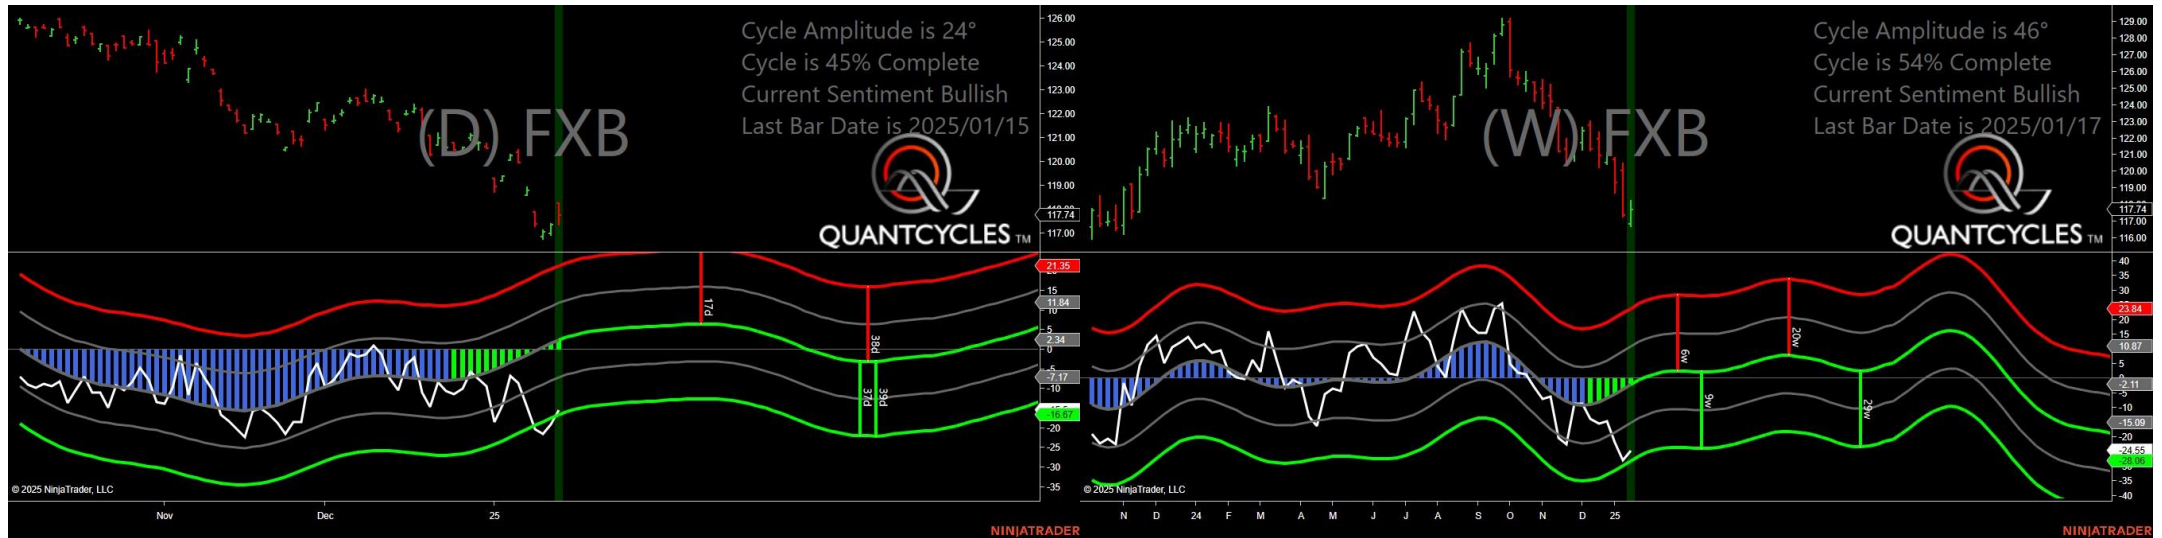 Cycle Amplitude is 24°
Cycle is 45% Complete
Current Sentiment Bullish
Last Bar Date is 2025/01/15
(D) FXB
QUANTCYCLES TM
126.00
125.00
124.00
123.00
122.00
121.00
120.00
119.00
117.74
117.00
21.35
15
11.84
10
5
2.34
0
-5
-7.17
-10
-16.67
-20
-25
-30
-35
17d
38d
37d
39d
© 2025 NinjaTrader, LLC
Nov
Dec
25
NINJATRADER
Cycle Amplitude is 46°
Cycle is 54% Complete
Current Sentiment Bullish
Last Bar Date is 2025/01/17
(W) FXB
QUANTCYCLES TM
129.00
128.00
127.00
126.00
125.00
124.00
123.00
122.00
121.00
120.00
119.00
117.74
117.00
116.00
40
35
30
23.84
20
15
10.87
5
0
-2.11
-5
-10
-15.09
-20
-24.55
-28.06
-35
-40
6w
20w
9w
29w
© 2025 NinjaTrader, LLC
N
D
24
F
M
A
M
J
J
A
S
O
N
D
25
NINJATRADER